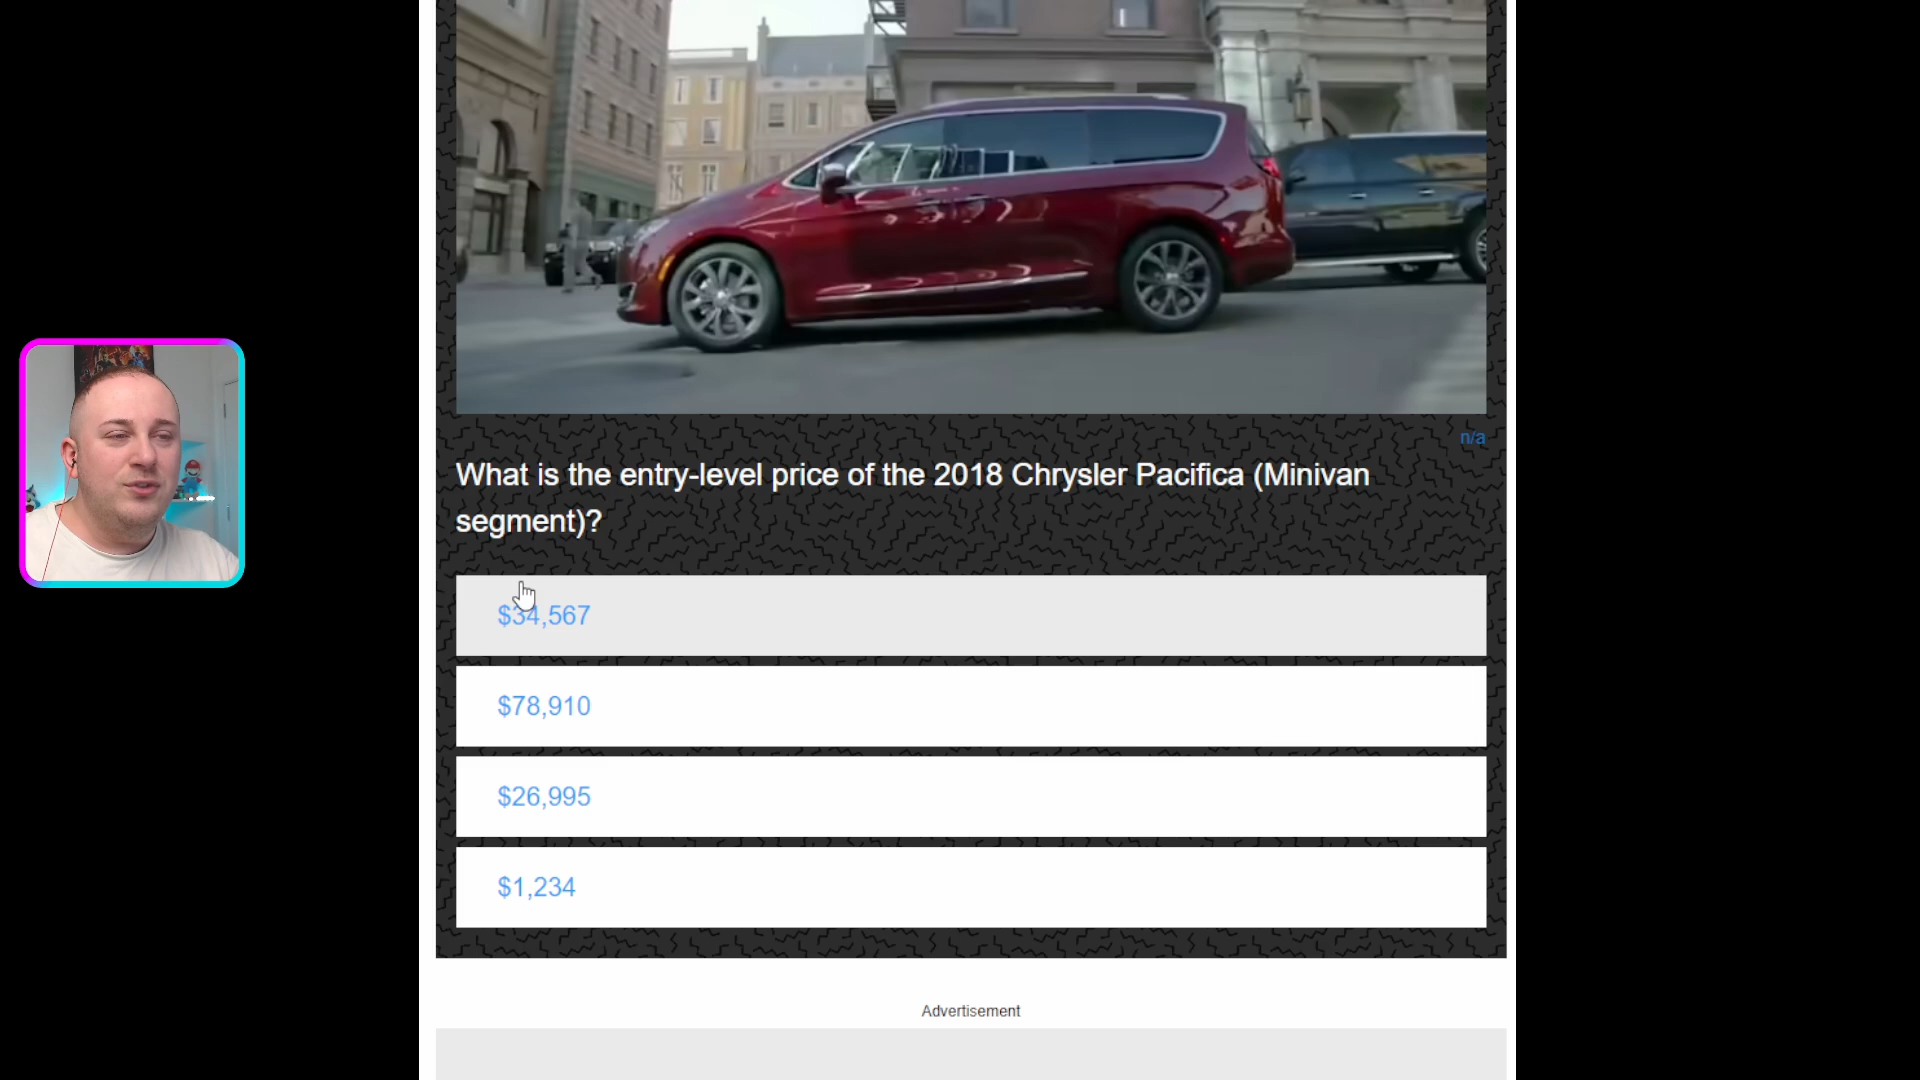 n/a
What is the entry-level price of the 2018 Chrysler Pacifica (Minivan
segment)?
$34,567
$78,910
$26,995
$1,234
Advertisement